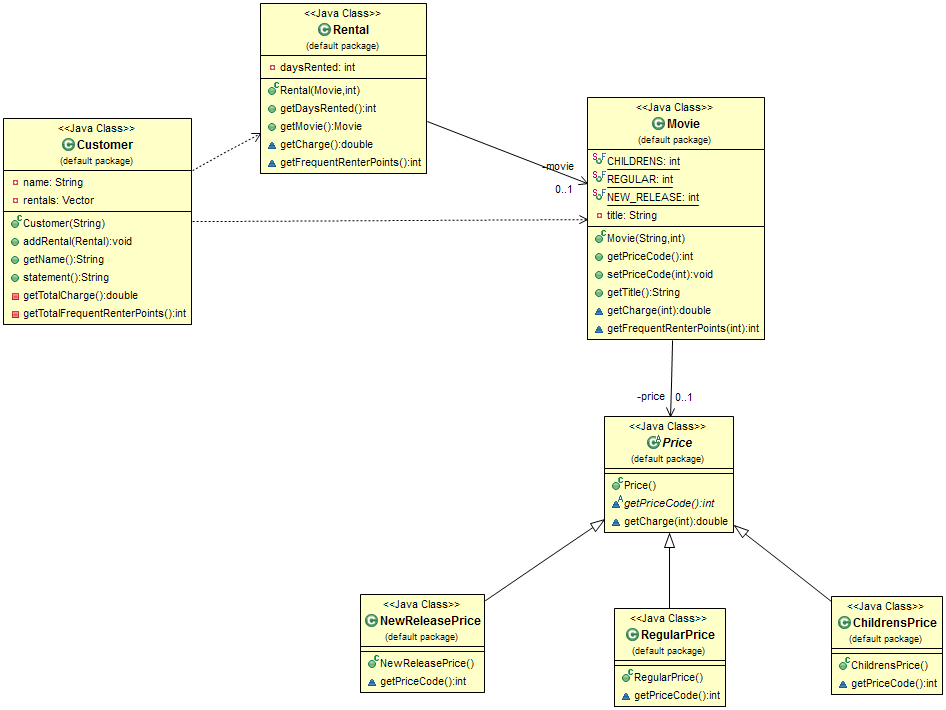 <<Java Class>>
Rental
(default package)
daysRented: int
Rental(Movie,int)
getDaysRented():int
getMovie():Movie
getCharge():double
getFrequentRenterPoints():int
<<Java Class>>
Customer
(default package)
name: String
rentals: Vector
Customer(String)
addRental(Rental):void
getName():String
statement():String
getTotalCharge():double
getTotalFrequentRenterPoints():int
-movie
0..1
<<Java Class>>
Movie
(default package)
CHILDRENS: int
REGULAR: int
NEW_RELEASE: int
title: String
Movie(String,int)
getPriceCode():int
setPriceCode(int):void
getTitle():String
getCharge(int):double
getFrequentRenterPoints(int):int
-price
0..1
<<Java Class>>
Price
(default package)
Price()
getPriceCode():int
getCharge(int):double
<<Java Class>>
NewReleasePrice
(default package)
NewReleasePrice()
getPriceCode():int
<<Java Class>>
RegularPrice
(default package)
RegularPrice()
getPriceCode():int
<<Java Class>>
ChildrensPrice
(default package)
ChildrensPrice()
getPriceCode():int